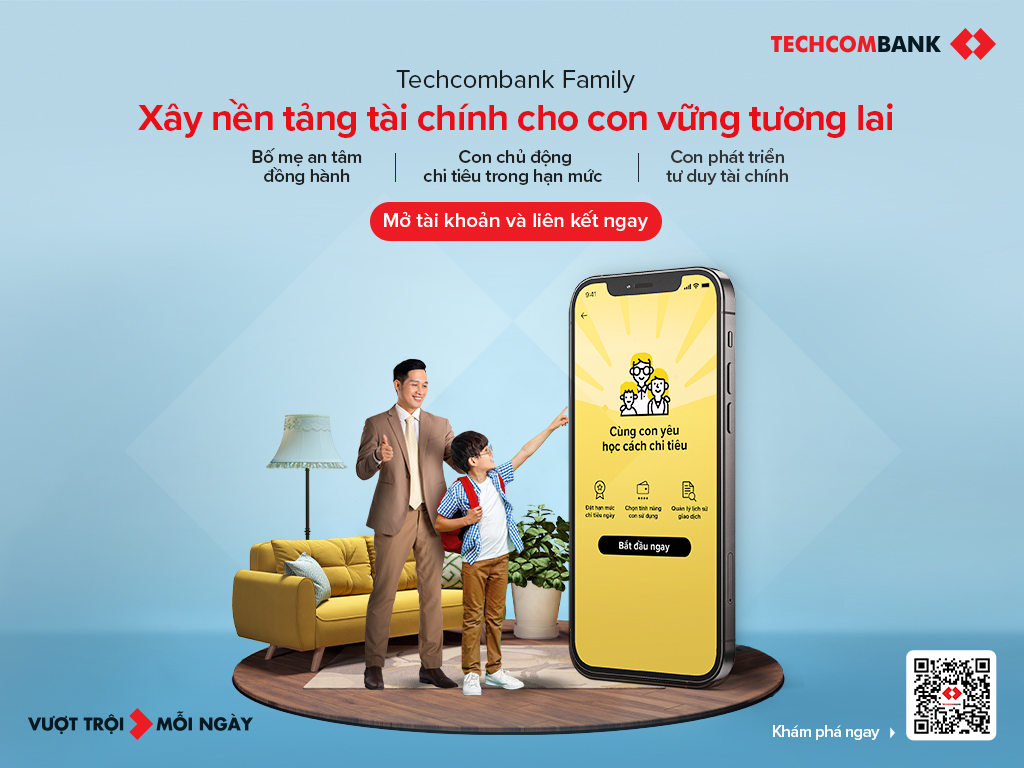 TECHCOMBANK
Techcombank Family
Xây nền tảng tài chính cho con vững tương lai
Bố mẹ an tâm
đồng hành
Con chủ động
chi tiêu trong hạn mức
Con phát triển
tư duy tài chính
Mở tài khoản và liên kết ngay
9:41
Cùng con yêu
học cách chi tiêu
Đặt hạn mức
chi tiêu ngày
Chọn tính năng
con sử dụng
Quản lý lịch sử
giao dịch
Bắt đầu ngay
VƯỢT TRỘI MỖI NGÀY
Khám phá ngay